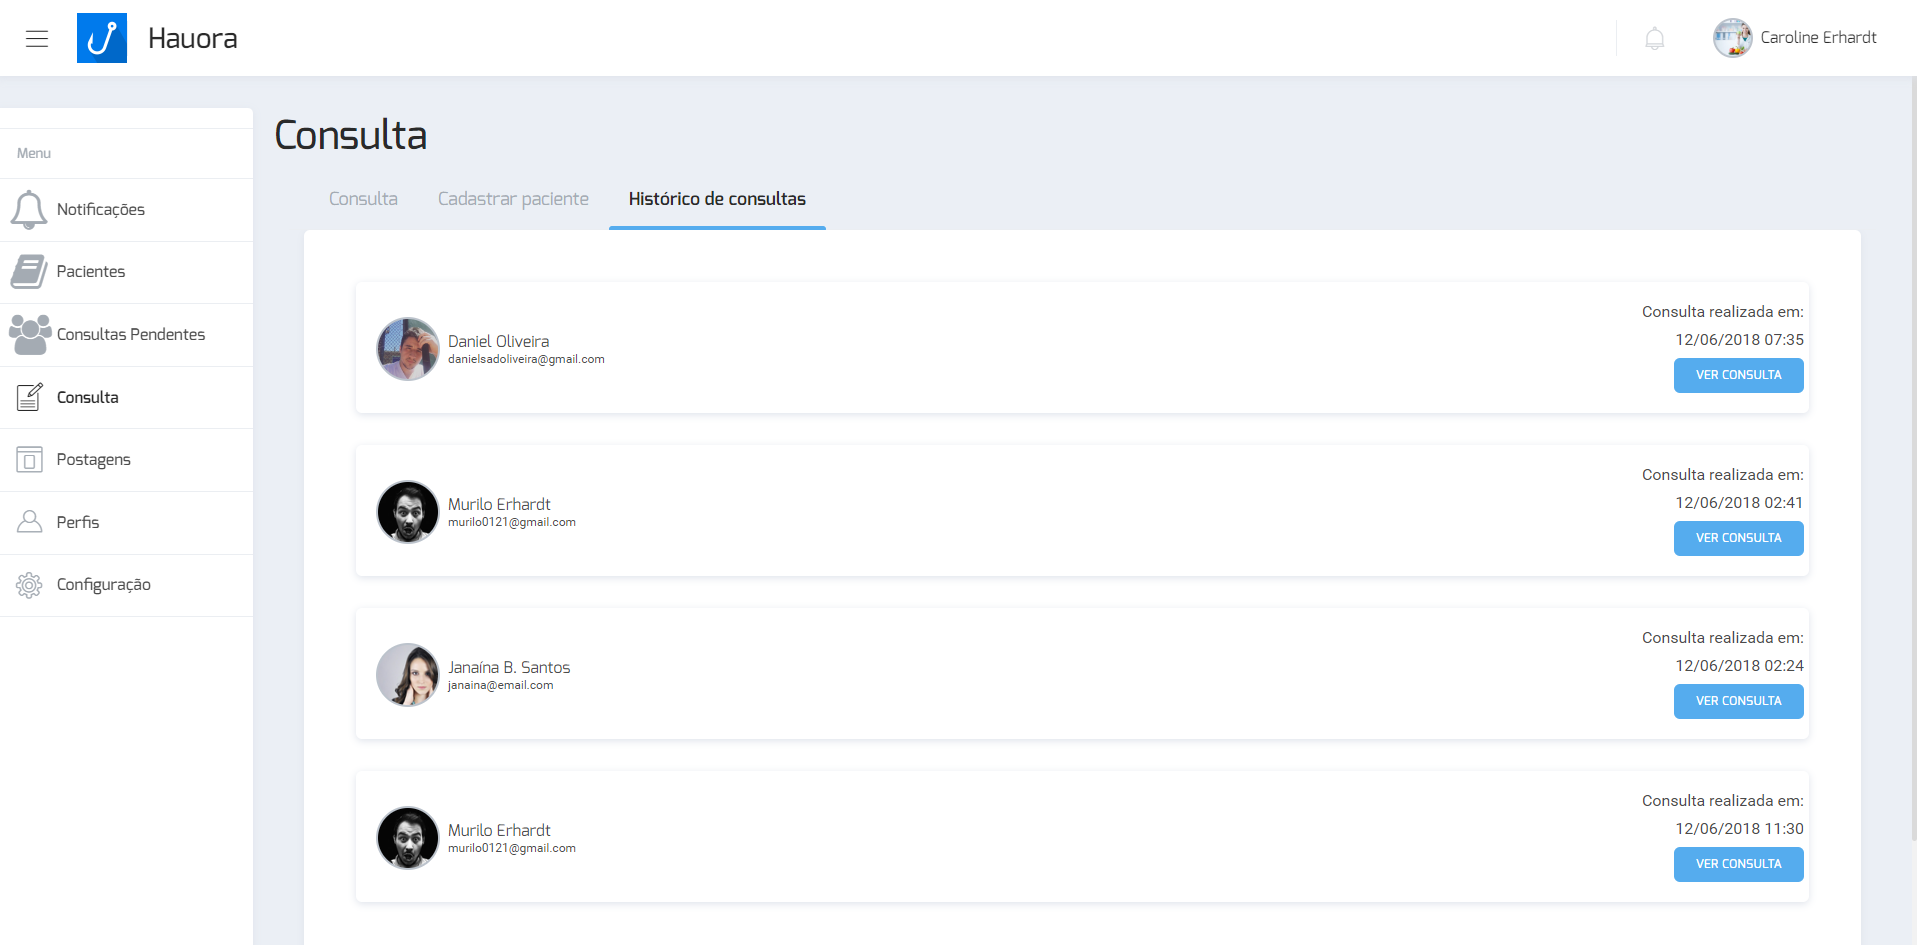 Hauora
Caroline Erhardt
Menu
Notificações
Pacientes
Consultas Pendentes
Consulta
Postagens
Perfis
Configuração
Consulta
Consulta
Cadastrar paciente
Histórico de consultas
Daniel Oliveira
danielsadoliveira@gmail.com
Consulta realizada em:
12/06/2018 07:35
VER CONSULTA
Murilo Erhardt
murilo0121@gmail.com
Consulta realizada em:
12/06/2018 02:41
VER CONSULTA
Janaína B. Santos
janaina@email.com
Consulta realizada em:
12/06/2018 02:24
VER CONSULTA
Murilo Erhardt
murilo0121@gmail.com
Consulta realizada em:
12/06/2018 11:30
VER CONSULTA